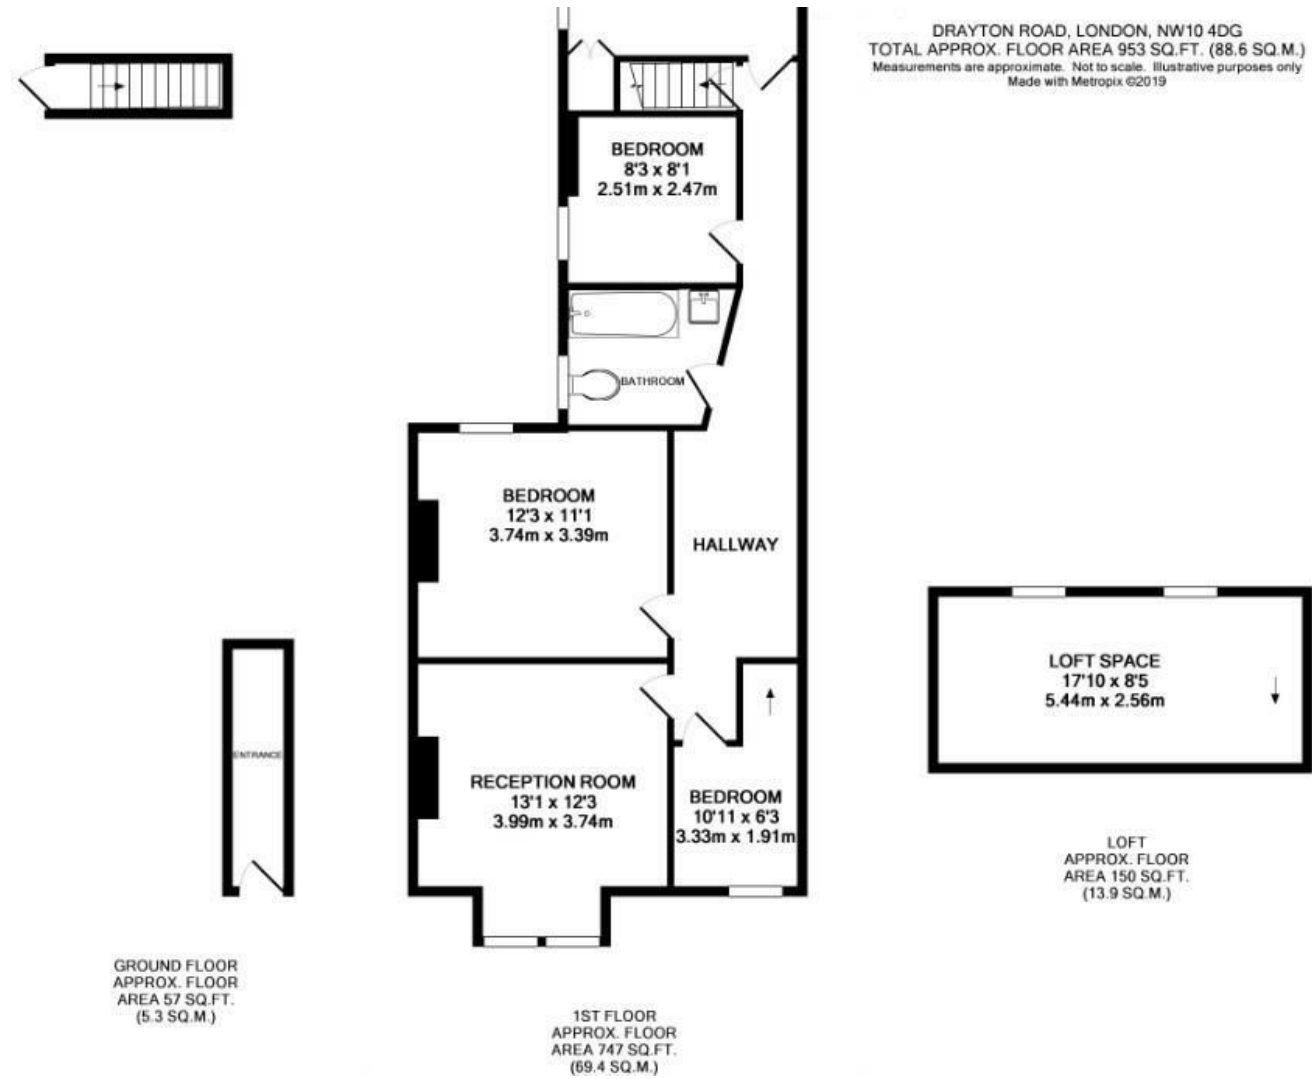 DRAYTON ROAD, LONDON, NW10 4DG
TOTAL APPROX. FLOOR AREA 953 SQ.FT. (88.6 SQ.M.)
Measurements are approximate. Not to scale. Illustrative purposes only
Made with Metropix ©2019
BEDROOM
8'3 x 8'1
2.51m x 2.47m
BATHROOM
BEDROOM
12'3 x 11'1
3.74m x 3.39m
HALLWAY
RECEPTION ROOM
13'1 x 12'3
3.99m x 3.74m
BEDROOM
10'11 x 6'3
3.33m x 1.91m
ENTRANCE
LOFT SPACE
17'10 x 8'5
5.44m x 2.56m
LOFT
APPROX. FLOOR
AREA 150 SQ.FT.
(13.9 SQ.M.)
GROUND FLOOR
APPROX. FLOOR
AREA 57 SQ.FT.
(5.3 SQ.M.)
1ST FLOOR
APPROX. FLOOR
AREA 747 SQ.FT.
(69.4 SQ.M.)